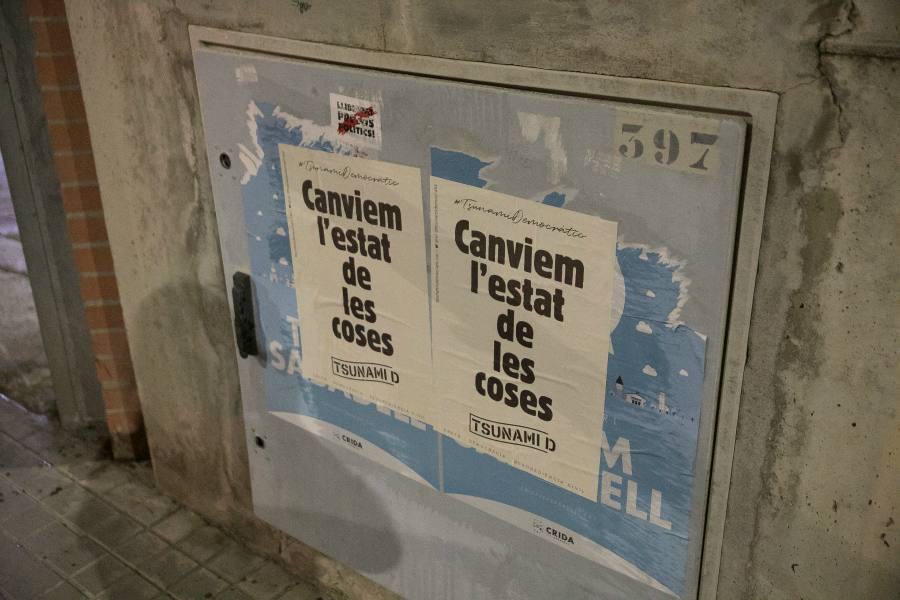 LLIBERTAT
PRESOS
POLÍTICS!
397
#TsunamiDemocràtic
Canviem
l'estat
de
les
coses
TSUNAMI D
#TsunamiDemocràtic
Canviem
l'estat
de
les
coses
TSUNAMI D
CRIDA
M
ELL
CRIDA